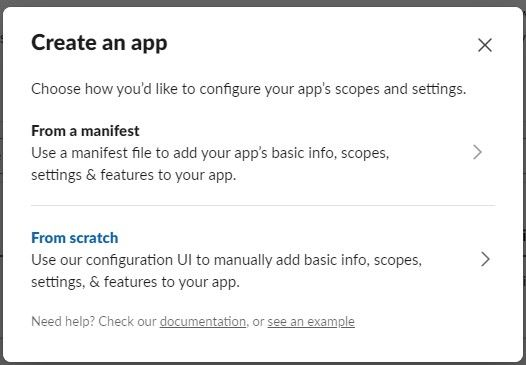 Create an app
Choose how you'd like to configure your app's scopes and settings.
From a manifest
Use a manifest file to add your app's basic info, scopes,
settings & features to your app.
From scratch
Use our configuration UI to manually add basic info, scopes,
settings, & features to your app.
Need help? Check our documentation, or see an example